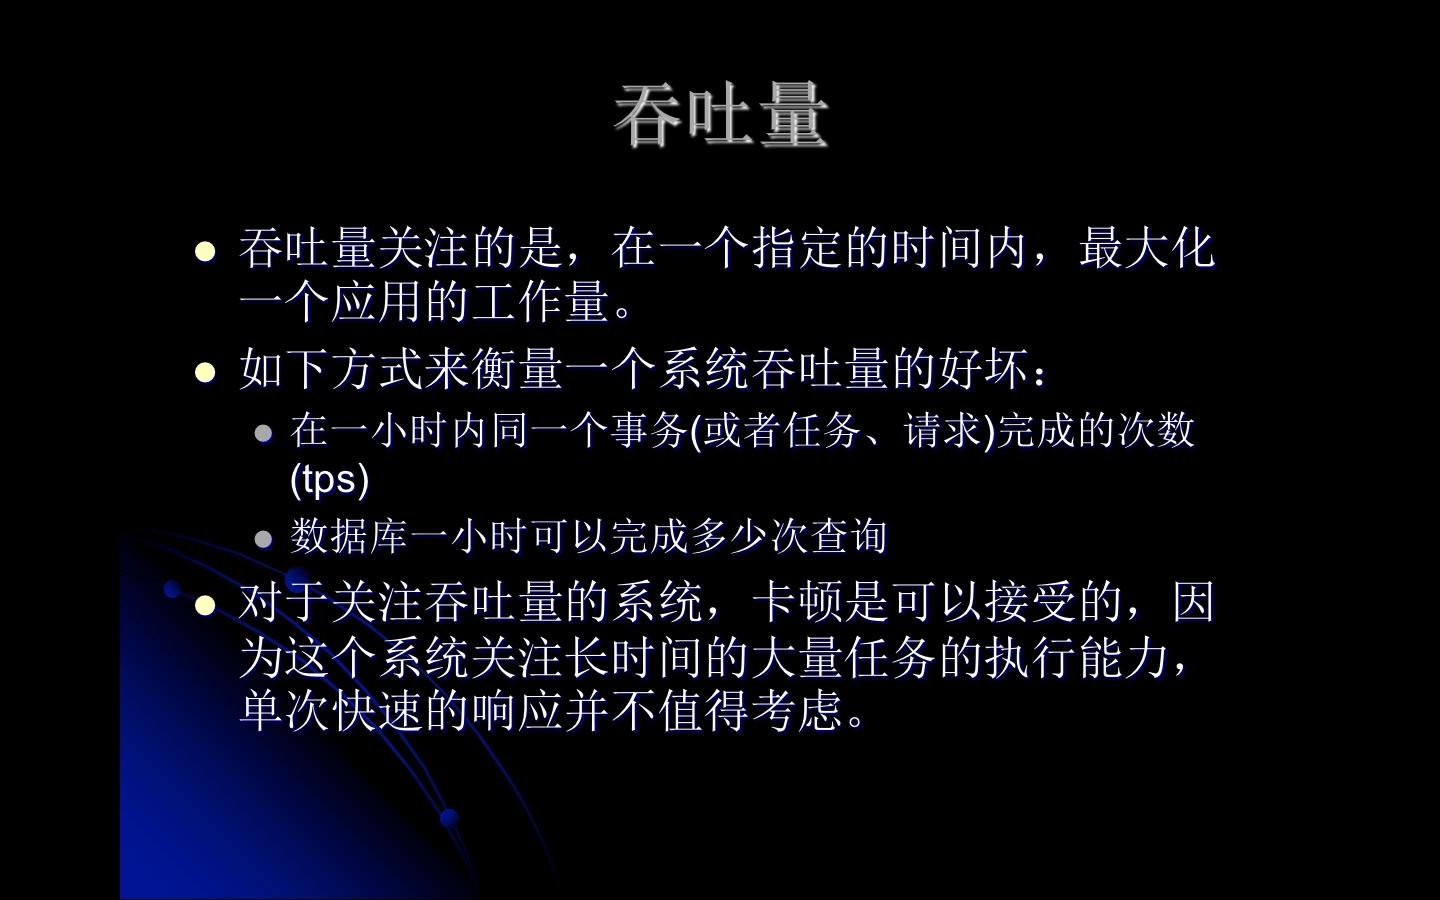 吞吐量
吞吐量关注的是，在一个指定的时间内，最大化
一个应用的工作量。
如下方式来衡量一个系统吞吐量的好坏：
在一小时内同一个事务(或者任务、请求)完成的次数
(tps)
数据库一小时可以完成多少次查询
对于关注吞吐量的系统，卡顿是可以接受的，因
为这个系统关注长时间的大量任务的执行能力，
单次快速的响应并不值得考虑。